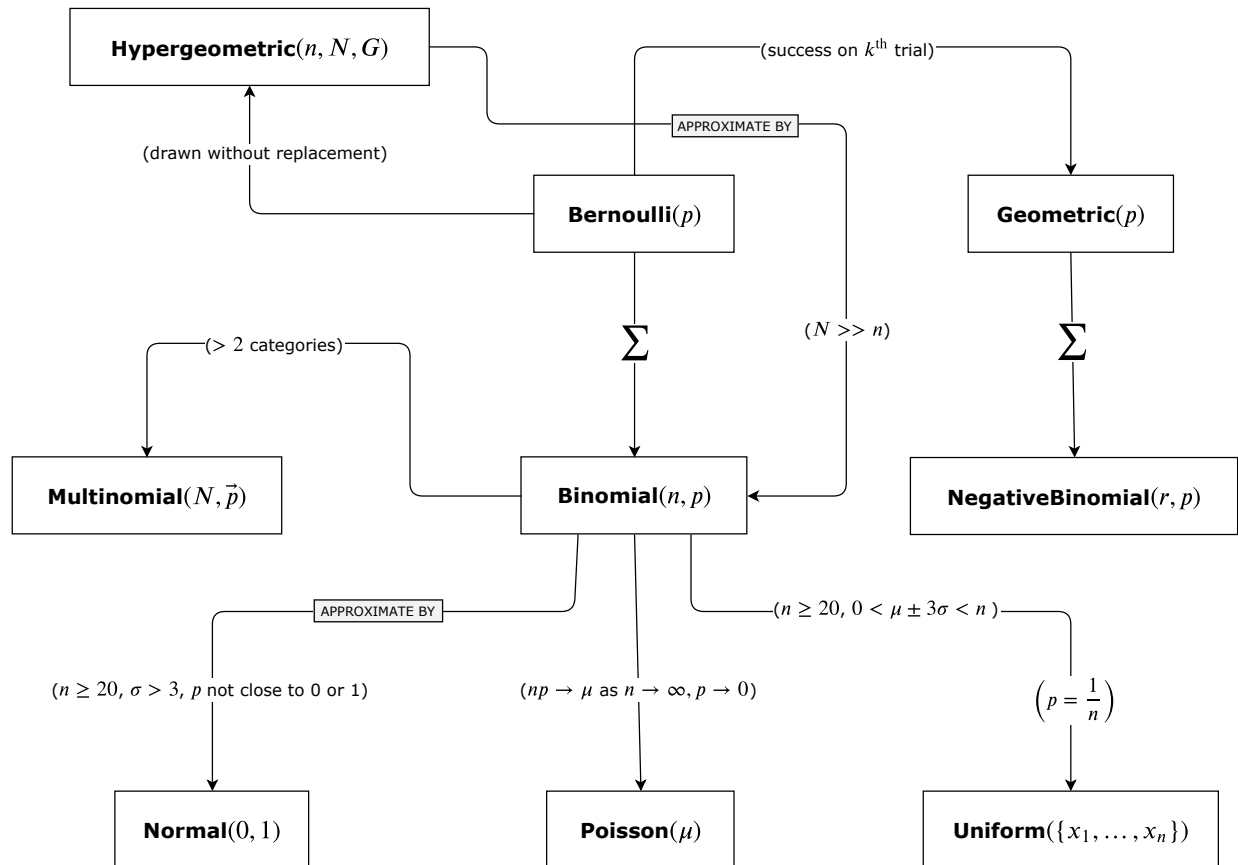 Hypergeometric(n, N, G)
(success on kth trial)
APPROXIMATE BY
(drawn without replacement)
Bernoulli(p)
Geometric(p)
∑
(N >> n)
∑
(> 2 categories)
Multinomial(N, p⃗)
Binomial(n, p)
NegativeBinomial(r, p)
APPROXIMATE BY
(n ≥ 20, 0 < μ ± 3σ < n )
(n ≥ 20, σ > 3, p not close to 0 or 1)
(np → μ as n → ∞, p → 0)
(p = 1/n)
Normal(0, 1)
Poisson(μ)
Uniform({x₁, … , xₙ})